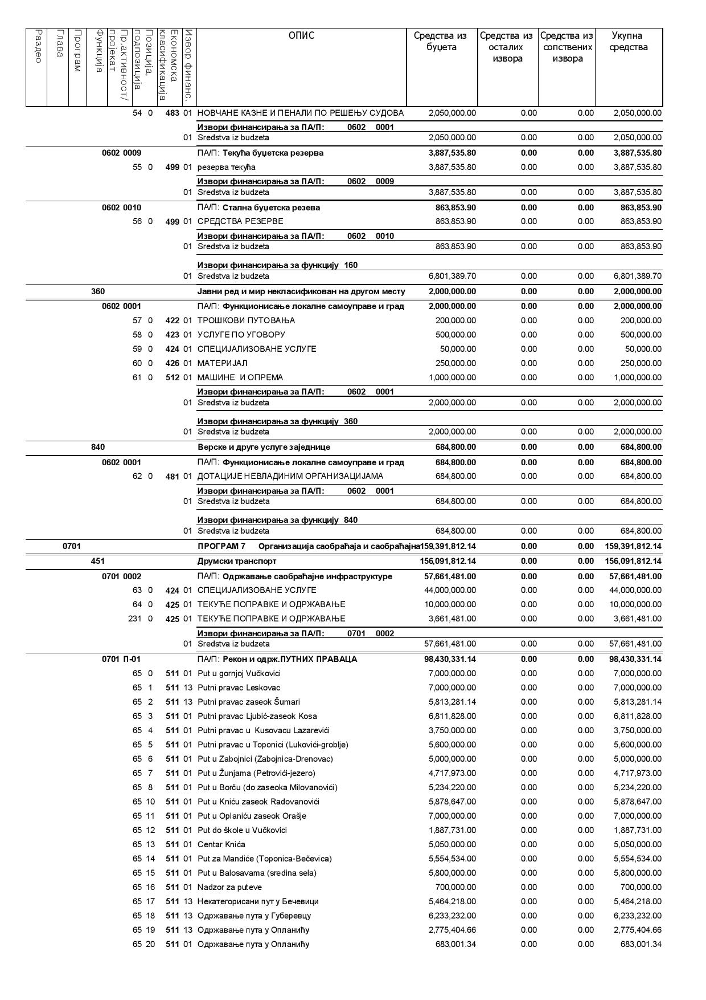 Раздео Глава Програм Функција Пр.активност/ пројекат Позиција, подпозиција Економска класификација Извор финанс. ОПИС Средства из буџета Средства из осталих извора Средства из сопствених извора Укупна средства
54 0 483 01 НОВЧАНЕ КАЗНЕ И ПЕНАЛИ ПО РЕШЕЊУ СУДОВА 2,050,000.00 0.00 0.00 2,050,000.00
Извори финансирања за ПА/П: 0602 0001
01 Sredstva iz budzeta 2,050,000.00 0.00 0.00 2,050,000.00
0602 0009 ПА/П: Текућа буџетска резерва 3,887,535.80 0.00 0.00 3,887,535.80
55 0 499 01 резерва текућа 3,887,535.80 0.00 0.00 3,887,535.80
Извори финансирања за ПА/П: 0602 0009
01 Sredstva iz budzeta 3,887,535.80 0.00 0.00 3,887,535.80
0602 0010 ПА/П: Стална буџетска резева 863,853.90 0.00 0.00 863,853.90
56 0 499 01 СРЕДСТВА РЕЗЕРВЕ 863,853.90 0.00 0.00 863,853.90
Извори финансирања за ПА/П: 0602 0010
01 Sredstva iz budzeta 863,853.90 0.00 0.00 863,853.90
Извори финансирања за функцију 160
01 Sredstva iz budzeta 6,801,389.70 0.00 0.00 6,801,389.70
360 Јавни ред и мир некласификован на другом месту 2,000,000.00 0.00 0.00 2,000,000.00
0602 0001 ПА/П: Функционисање локалне самоуправе и град 2,000,000.00 0.00 0.00 2,000,000.00
57 0 422 01 ТРОШКОВИ ПУТОВАЊА 200,000.00 0.00 0.00 200,000.00
58 0 423 01 УСЛУГЕ ПО УГОВОРУ 500,000.00 0.00 0.00 500,000.00
59 0 424 01 СПЕЦИЈАЛИЗОВАНЕ УСЛУГЕ 50,000.00 0.00 0.00 50,000.00
60 0 426 01 МАТЕРИЈАЛ 250,000.00 0.00 0.00 250,000.00
61 0 512 01 МАШИНЕ И ОПРЕМА 1,000,000.00 0.00 0.00 1,000,000.00
Извори финансирања за ПА/П: 0602 0001
01 Sredstva iz budzeta 2,000,000.00 0.00 0.00 2,000,000.00
Извори финансирања за функцију 360
01 Sredstva iz budzeta 2,000,000.00 0.00 0.00 2,000,000.00
840 Верске и друге услуге заједнице 684,800.00 0.00 0.00 684,800.00
0602 0001 ПА/П: Функционисање локалне самоуправе и град 684,800.00 0.00 0.00 684,800.00
62 0 481 01 ДОТАЦИЈЕ НЕВЛАДИНИМ ОРГАНИЗАЦИЈАМА 684,800.00 0.00 0.00 684,800.00
Извори финансирања за ПА/П: 0602 0001
01 Sredstva iz budzeta 684,800.00 0.00 0.00 684,800.00
Извори финансирања за функцију 840
01 Sredstva iz budzeta 684,800.00 0.00 0.00 684,800.00
0701 ПРОГРАМ 7 Организација саобраћаја и саобраћајна159,391,812.14 0.00 0.00 159,391,812.14
451 Друмски транспорт 156,091,812.14 0.00 0.00 156,091,812.14
0701 0002 ПА/П: Одржавање саобраћајне инфраструктуре 57,661,481.00 0.00 0.00 57,661,481.00
63 0 424 01 СПЕЦИЈАЛИЗОВАНЕ УСЛУГЕ 44,000,000.00 0.00 0.00 44,000,000.00
64 0 425 01 ТЕКУЋЕ ПОПРАВКЕ И ОДРЖАВАЊЕ 10,000,000.00 0.00 0.00 10,000,000.00
231 0 425 01 ТЕКУЋЕ ПОПРАВКЕ И ОДРЖАВАЊЕ 3,661,481.00 0.00 0.00 3,661,481.00
Извори финансирања за ПА/П: 0701 0002
01 Sredstva iz budzeta 57,661,481.00 0.00 0.00 57,661,481.00
0701 П-01 ПА/П: Рекон и одрж.ПУТНИХ ПРАВАЦА 98,430,331.14 0.00 0.00 98,430,331.14
65 0 511 01 Put u gornjoj Vučkovici 7,000,000.00 0.00 0.00 7,000,000.00
65 1 511 13 Putni pravac Leskovac 7,000,000.00 0.00 0.00 7,000,000.00
65 2 511 13 Putni pravac zaseok Šumari 5,813,281.14 0.00 0.00 5,813,281.14
65 3 511 01 Putni pravac Ljubić-zaseok Kosa 6,811,828.00 0.00 0.00 6,811,828.00
65 4 511 01 Putni pravac u Kusovacu Lazarevići 3,750,000.00 0.00 0.00 3,750,000.00
65 5 511 01 Putni pravac u Toponici (Lukovići-groblje) 5,600,000.00 0.00 0.00 5,600,000.00
65 6 511 01 Put u Zabojnici (Zabojnica-Drenovac) 5,000,000.00 0.00 0.00 5,000,000.00
65 7 511 01 Put u Žunjama (Petrovići-jezero) 4,717,973.00 0.00 0.00 4,717,973.00
65 8 511 01 Put u Borču (do zaseoka Milovanovići) 5,234,220.00 0.00 0.00 5,234,220.00
65 10 511 01 Put u Kniću zaseok Radovanovići 5,878,647.00 0.00 0.00 5,878,647.00
65 11 511 01 Put u Oplaniću zaseok Orašje 7,000,000.00 0.00 0.00 7,000,000.00
65 12 511 01 Put do škole u Vučkovici 1,887,731.00 0.00 0.00 1,887,731.00
65 13 511 01 Centar Knića 5,050,000.00 0.00 0.00 5,050,000.00
65 14 511 01 Put za Mandiće (Toponica-Bečevica) 5,554,534.00 0.00 0.00 5,554,534.00
65 15 511 01 Put u Balosavama (sredina sela) 5,800,000.00 0.00 0.00 5,800,000.00
65 16 511 01 Nadzor za puteve 700,000.00 0.00 0.00 700,000.00
65 17 511 13 Некатегорисани пут у Бечевици 5,464,218.00 0.00 0.00 5,464,218.00
65 18 511 13 Одржавање пута у Губеревцу 6,233,232.00 0.00 0.00 6,233,232.00
65 19 511 13 Одржавање пута у Опланићу 2,775,404.66 0.00 0.00 2,775,404.66
65 20 511 01 Одржавање пута у Опланићу 683,001.34 0.00 0.00 683,001.34